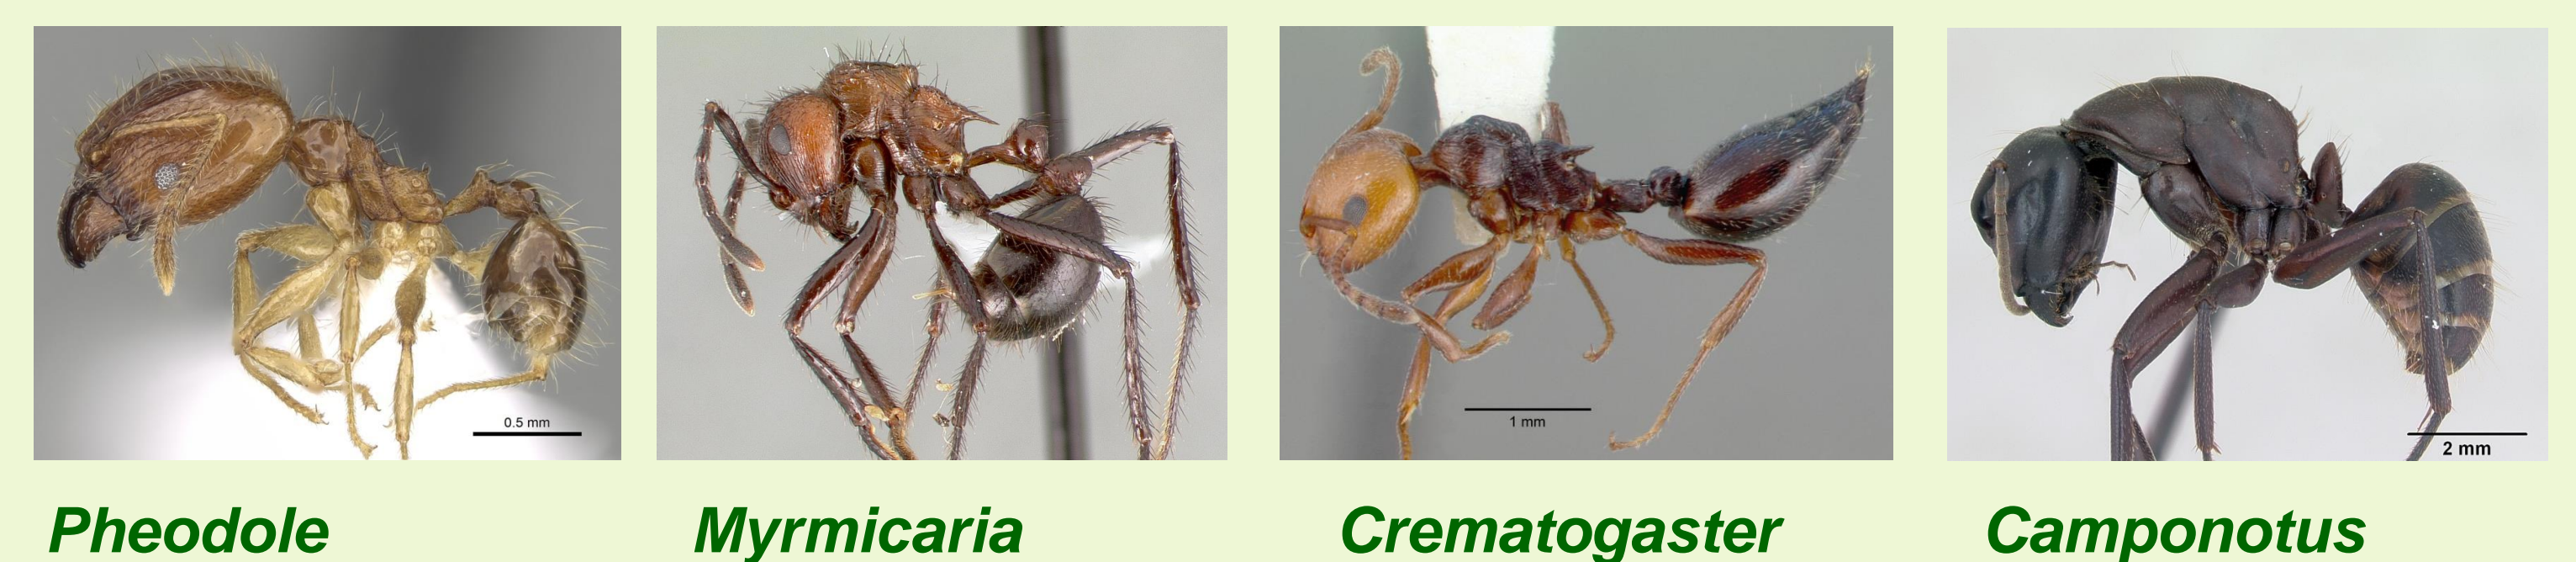 0.5 mm
1 mm
2 mm
Pheodole
Myrmicaria
Crematogaster
Camponotus